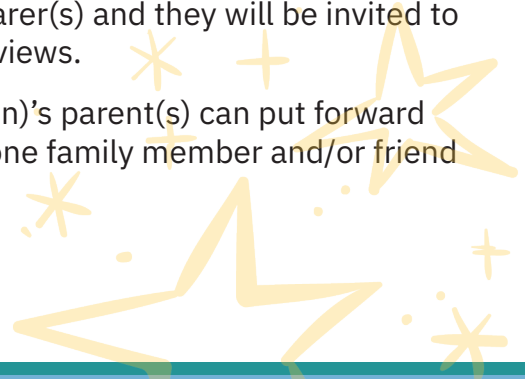 arer(s) and they will be invited to
views.
n)'s parent(s) can put forward
one family member and/or friend